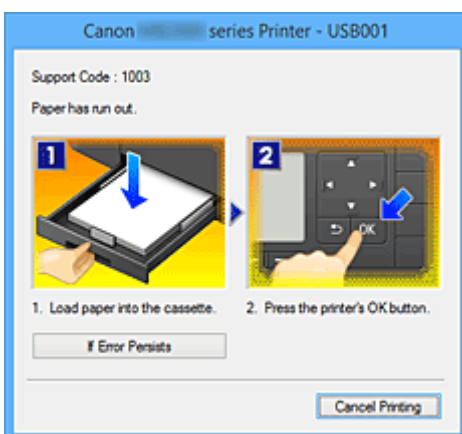 Canon series Printer - USB001
Support Code : 1003
Paper has run out.
1
2
OK
1. Load paper into the cassette.
2. Press the printer's OK button.
If Error Persists
Cancel Printing